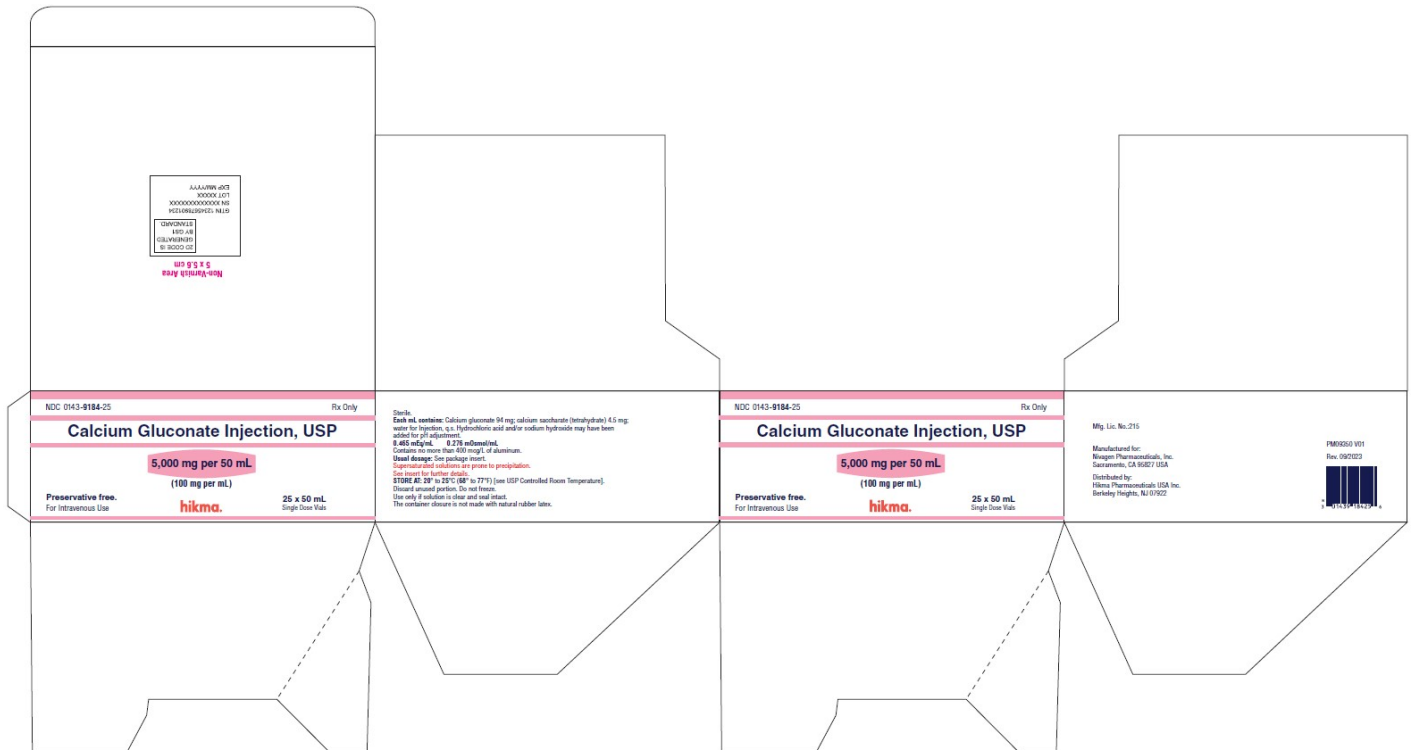 2D CODE IS
GENERATED
BY GS1
STANDARD
GTIN 12345678901234
SN XXXXXXXXXXXXXX
LOT XXXXX
EXP MM/YYYY
Non-Varnish Area
5 x 5.6 cm
NDC 0143-9184-25
Rx Only
Calcium Gluconate Injection, USP
5,000 mg per 50 mL
(100 mg per mL)
Preservative free.
For Intravenous Use
hikma.
25 x 50 mL
Single Dose Vials
Sterile.
Each mL contains: Calcium gluconate 94 mg; calcium saccharate (tetrahydrate) 4.5 mg;
water for Injection, q.s. Hydrochloric acid and/or sodium hydroxide may have been
added for pH adjustment.
0.465 mEq/mL 0.276 mOsmol/mL
Contains no more than 400 mcg/L of aluminum.
Usual dosage: See package insert.
Supersaturated solutions are prone to precipitation.
See insert for further details.
STORE AT: 20° to 25°C (68° to 77°F) [see USP Controlled Room Temperature].
Discard unused portion. Do not freeze.
Use only if solution is clear and seal intact.
The container closure is not made with natural rubber latex.
NDC 0143-9184-25
Rx Only
Calcium Gluconate Injection, USP
5,000 mg per 50 mL
(100 mg per mL)
Preservative free.
For Intravenous Use
hikma.
25 x 50 mL
Single Dose Vials
Mfg. Lic. No.:215
Manufactured for:
Nivagen Pharmaceuticals, Inc.
Sacramento, CA 95827 USA
Distributed by:
Hikma Pharmaceuticals USA Inc.
Berkeley Heights, NJ 07922
PM09350 V01
Rev. 09/2023